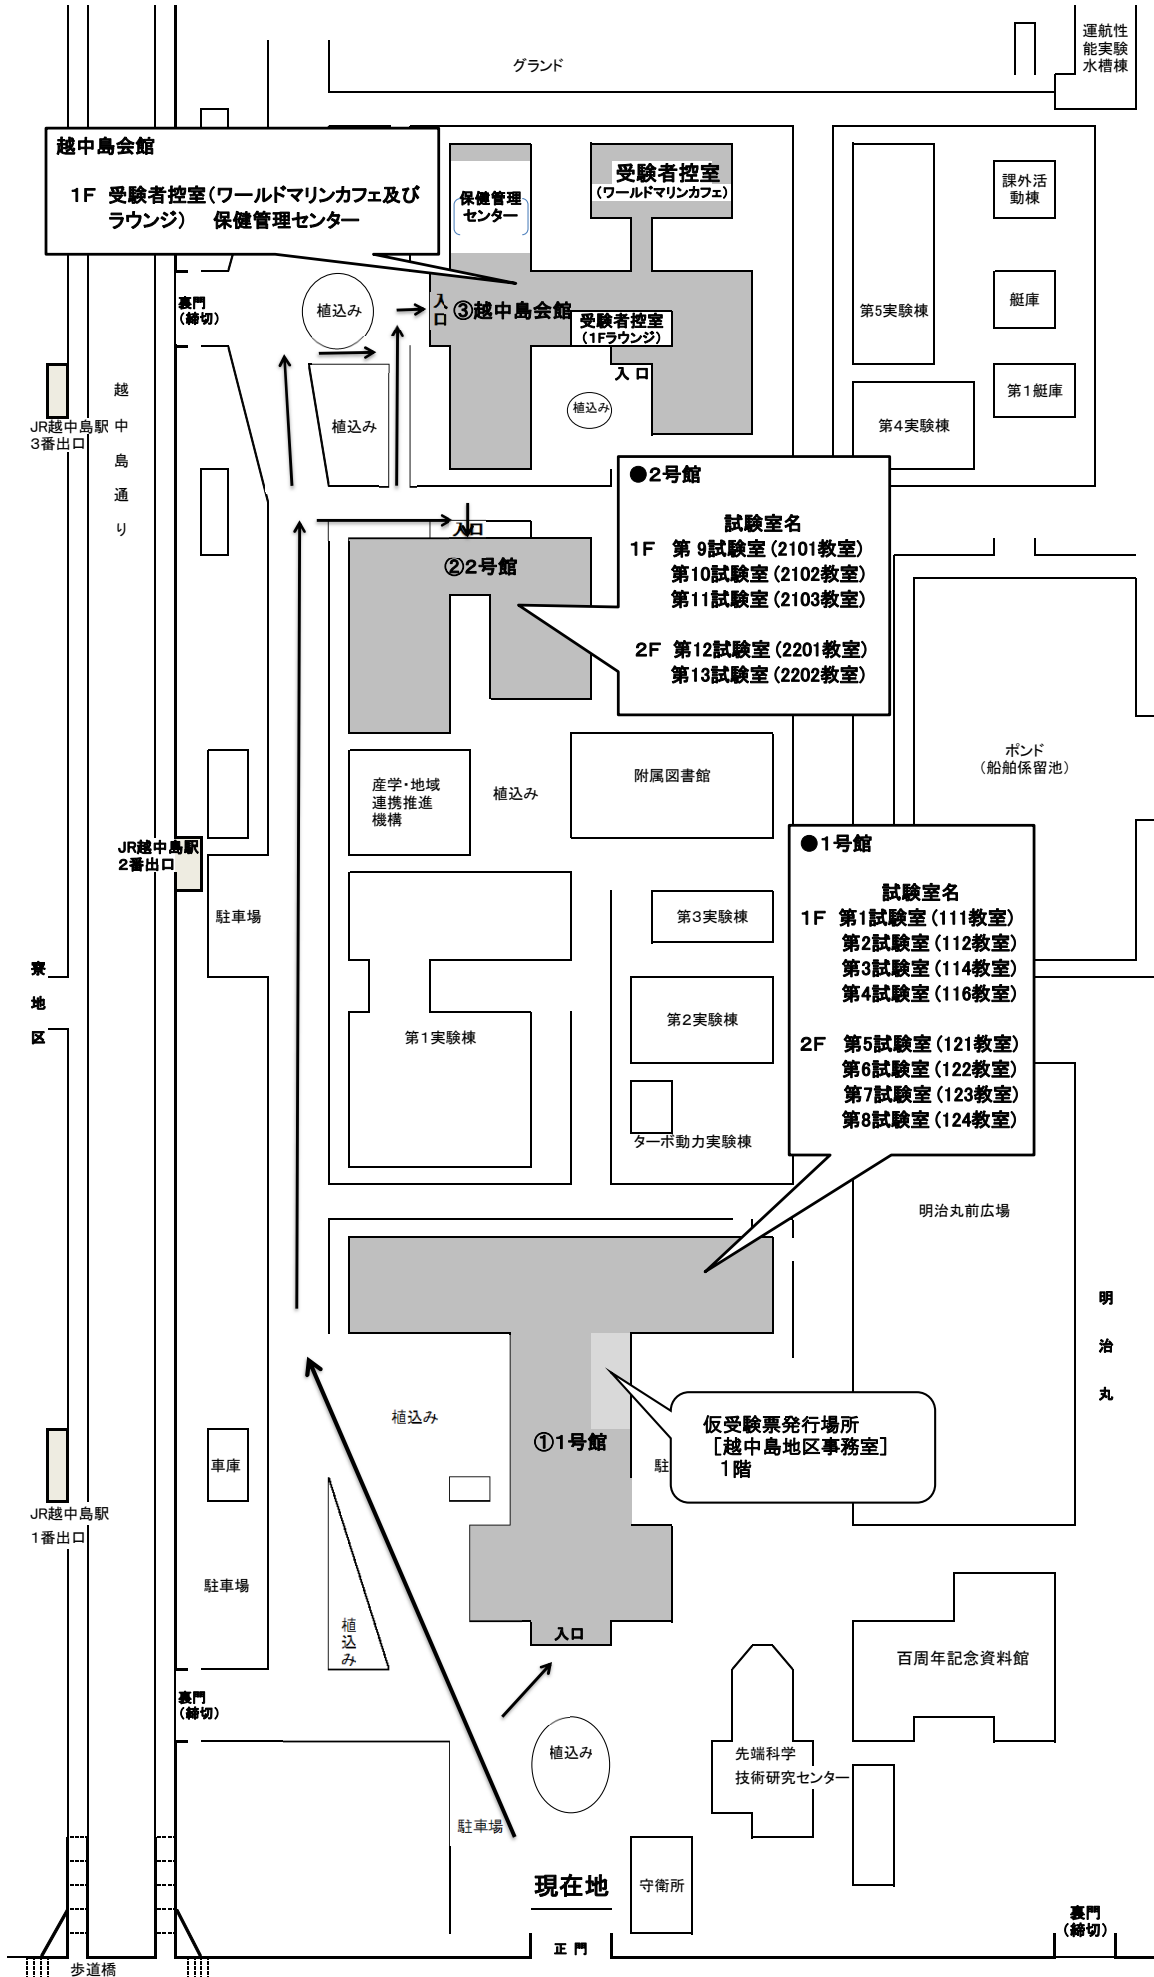 運航性
能実験
水槽棟
グランド
越中島会館
1F 受験者控室(ワールドマリンカフェ及び
ラウンジ) 保健管理センター
保健管理
センター
受験者控室
(ワールドマリンカフェ)
課外活
動棟
裏門
(締切)
植込み
入
口
③越中島会館
受験者控室
(1Fラウンジ)
入口
第5実験棟
艇庫
第1艇庫
JR越中島駅
3番出口
越
中
島
通
り
植込み
植込み
第4実験棟
●2号館
試験室名
1F 第 9試験室(2101教室)
第10試験室(2102教室)
第11試験室(2103教室)
2F 第12試験室(2201教室)
第13試験室(2202教室)
入口
②2号館
ポンド
(船舶係留池)
産学・地域
連携推進
機構
植込み
附属図書館
JR越中島駅
2番出口
駐車場
●1号館
試験室名
1F 第1試験室(111教室)
第2試験室(112教室)
第3試験室(114教室)
第4試験室(116教室)
2F 第5試験室(121教室)
第6試験室(122教室)
第7試験室(123教室)
第8試験室(124教室)
第3実験棟
寮
地
区
第1実験棟
第2実験棟
ターボ動力実験棟
明治丸前広場
明
治
丸
植込み
①1号館
仮受験票発行場所
[越中島地区事務室]
1階
駐
車庫
JR越中島駅
1番出口
駐車場
植
込
み
入口
百周年記念資料館
裏門
(締切)
植込み
先端科学
技術研究センター
駐車場
現在地
守衛所
裏門
(締切)
正門
歩道橋